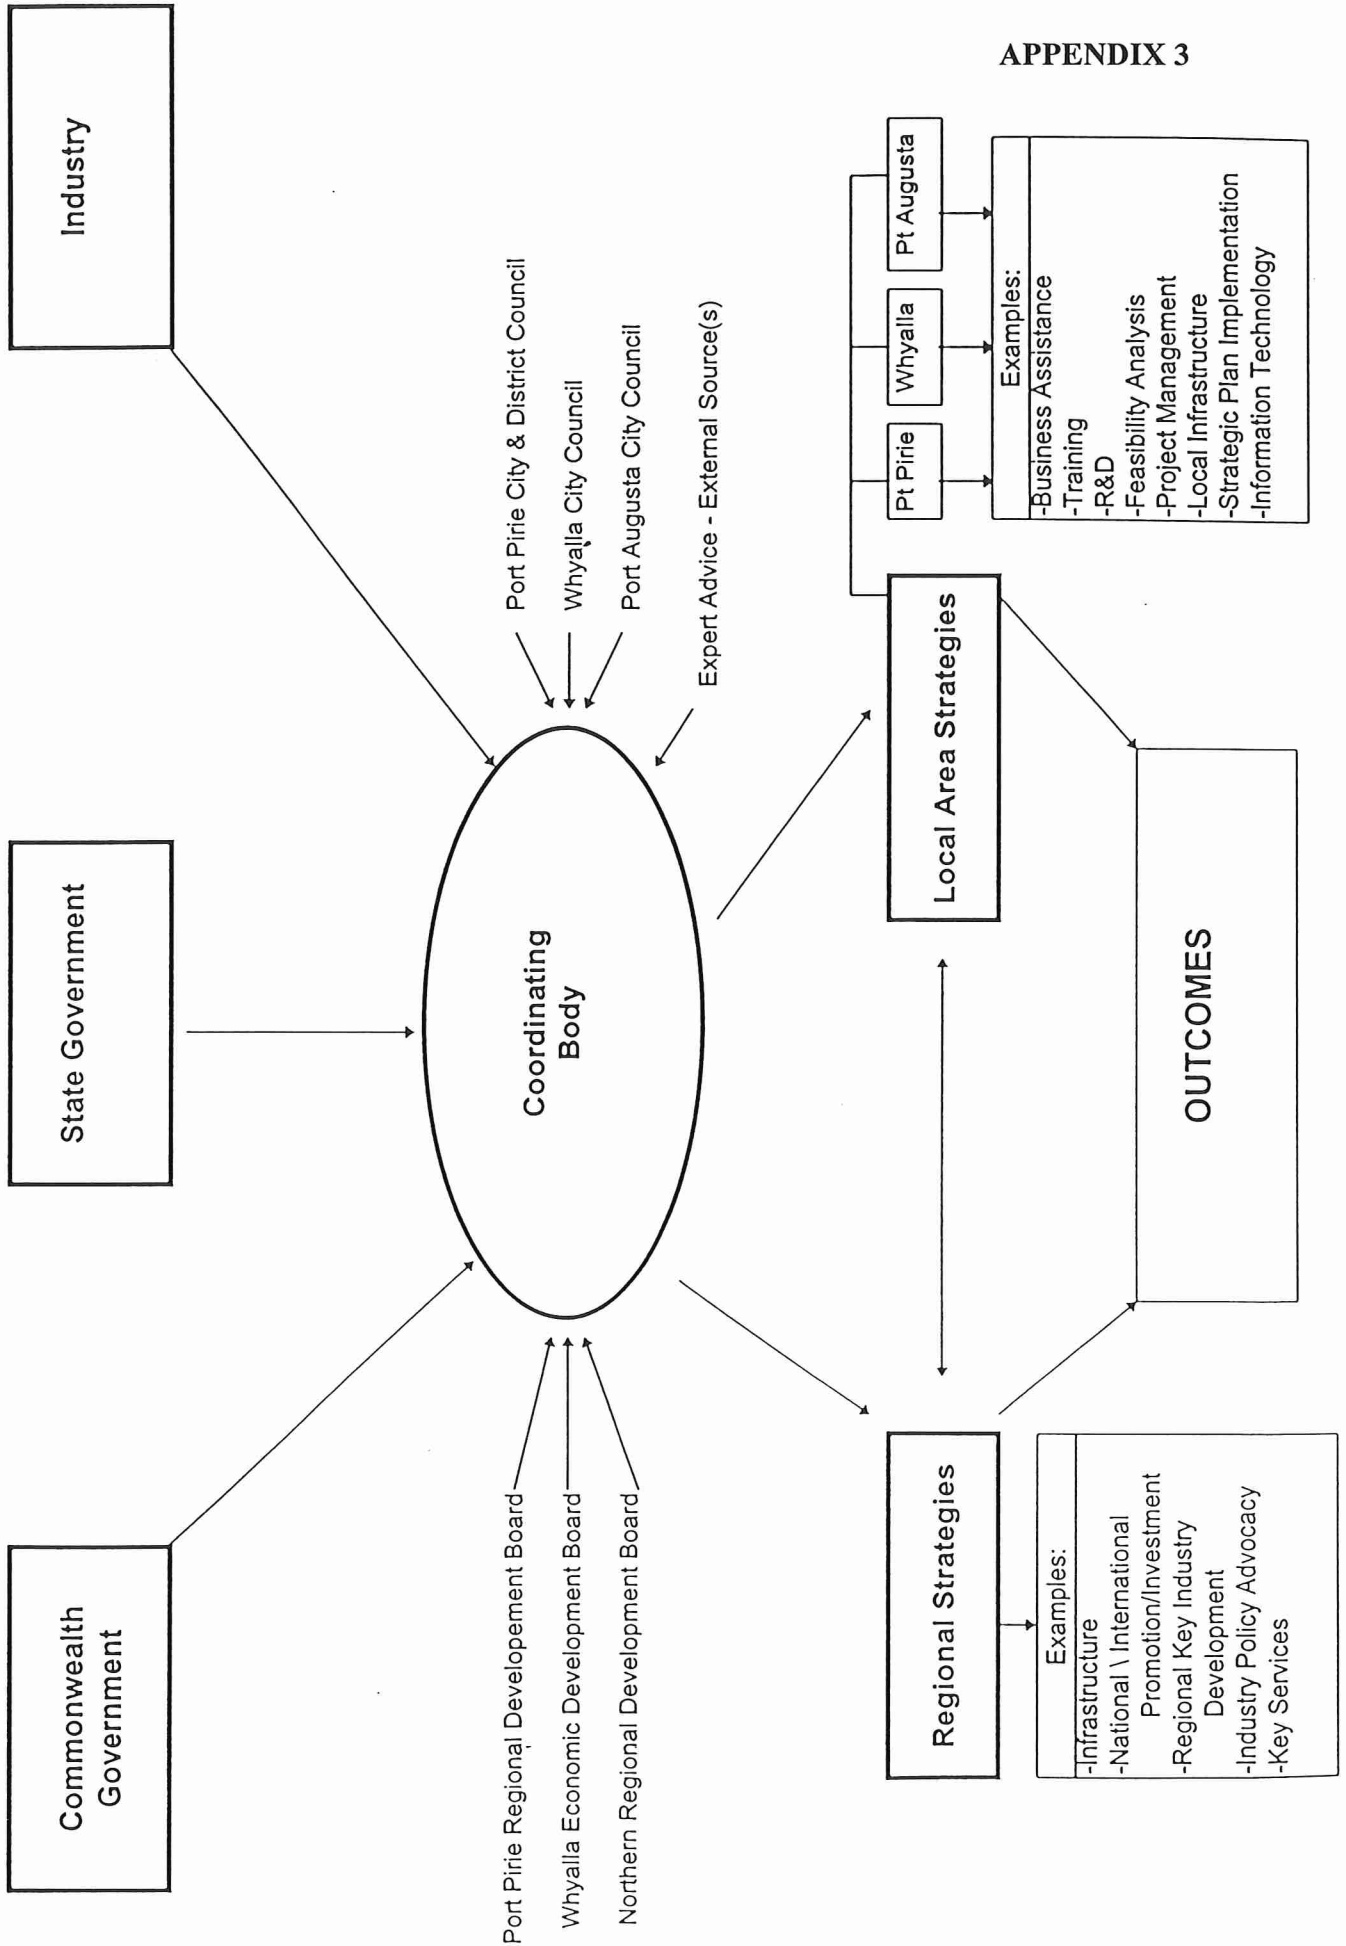 APPENDIX 3
Commonwealth
Government
State Government
Industry
Port Pirie Regional Developement Board
Whyalla Economic Development Board
Northern Regional Development Board
Coordinating
Body
Port Pirie City & District Council
Whyalla City Council
Port Augusta City Council
Expert Advice - External Source(s)
Regional Strategies
Examples:
-Infrastructure
-National \ International
Promotion/Investment
-Regional Key Industry
Development
-Industry Policy Advocacy
-Key Services
Local Area Strategies
Pt Pirie
Whyalla
Pt Augusta
Examples:
-Business Assistance
-Training
-R&D
-Feasibility Analysis
-Project Management
-Local Infrastructure
-Strategic Plan Implementation
-Information Technology
OUTCOMES